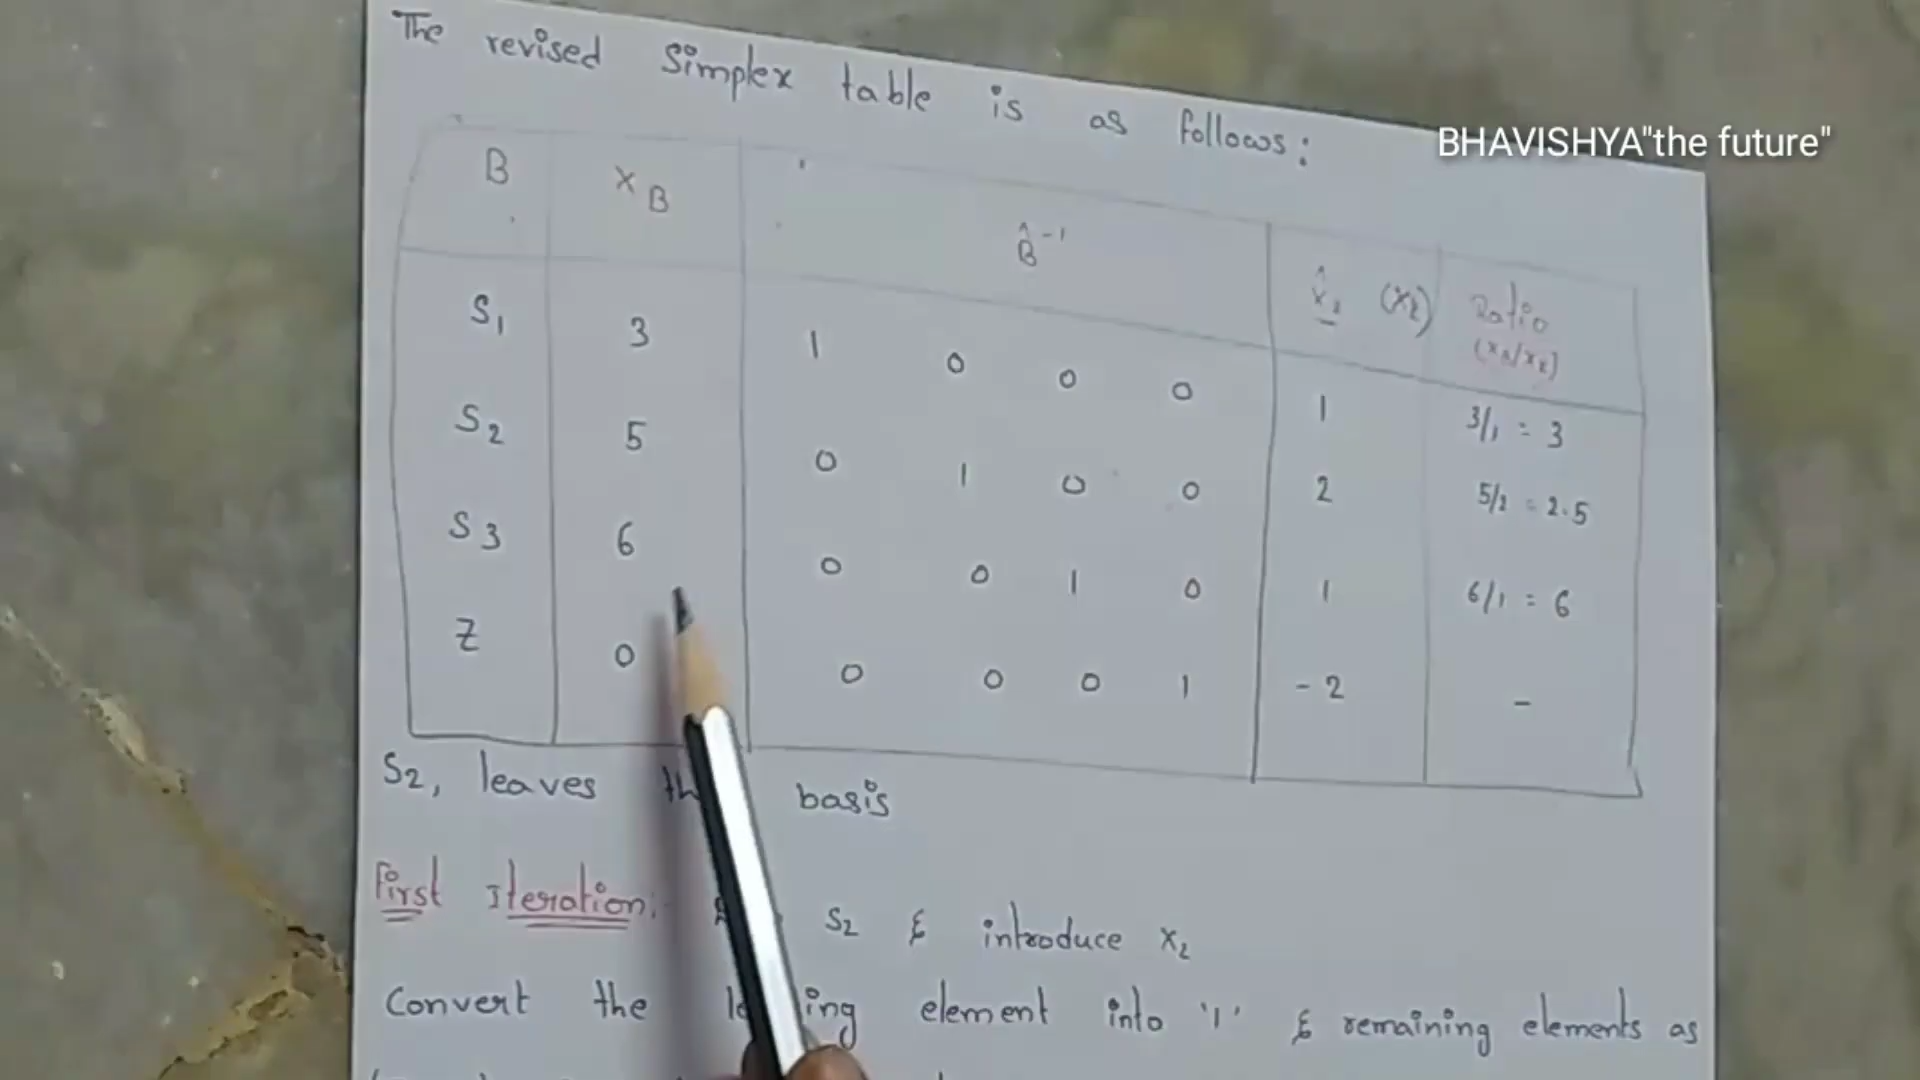 The revised Simplex table is as follows:
BHAVISHYA"the future"
B X B B̂ -1 (X2) Ratio
(XB/X2)
S1 3 1 0 0 0 1 3/1 = 3
S2 5 0 1 0 0 2 5/2 = 2.5
S3 6 0 0 1 0 1 6/1 = 6
Z 0 0 0 0 1 -2 -
S2, leaves basis
First Iteration: S2 & introduce X2
Convert the element into '1' & remaining elements as